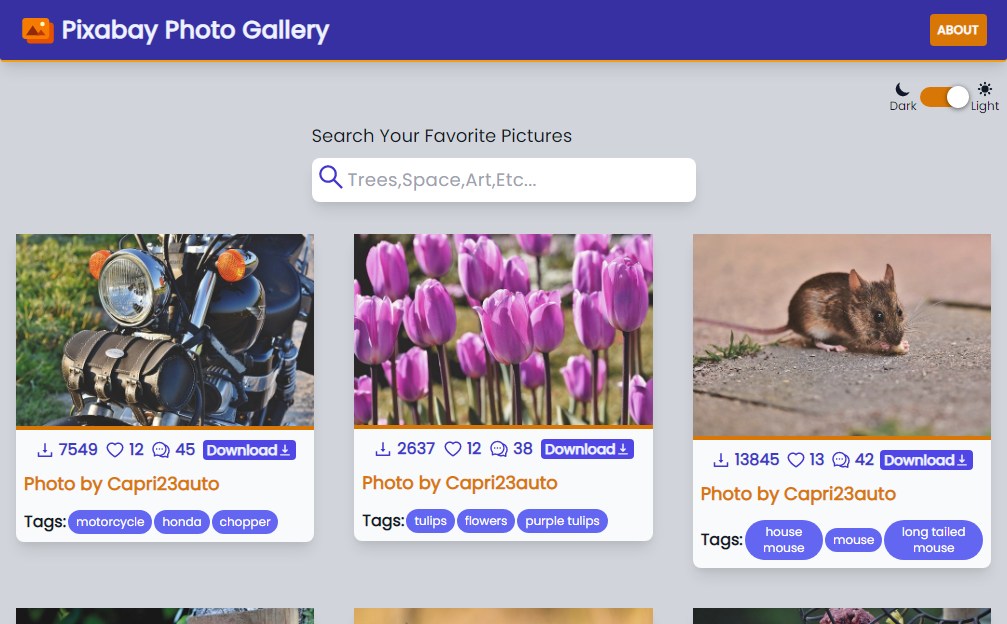 Pixabay Photo Gallery
ABOUT
Dark
Light
Search Your Favorite Pictures
Trees,Space,Art,Etc...
7549 12 45 Download
Photo by Capri23auto
Tags: motorcycle honda chopper
2637 12 38 Download
Photo by Capri23auto
Tags: tulips flowers purple tulips
13845 13 42 Download
Photo by Capri23auto
Tags: house mouse mouse long tailed mouse